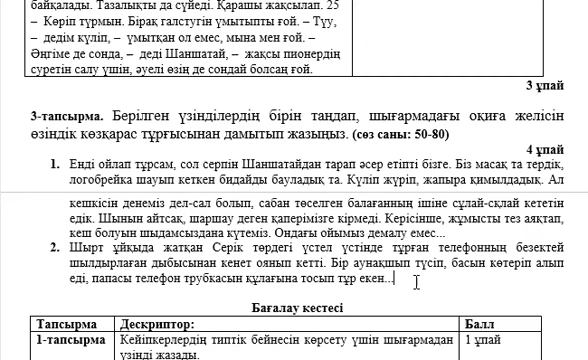 байқалады. Тазалықты да сүйеді. Қарашы жақсылап. 25
– Көріп тұрмын. Бірақ галстугін ұмытыпты ғой. – Түу,
– дедім күліп, – ұмытқан ол емес, мына мен ғой. –
Әңгіме де сонда, – деді Шаншатай, – жақсы пионердің
суретін салу үшін, әуелі өзің де сондай болсаң ғой.
3 ұпай
3-тапсырма. Берілген үзінділердің бірін таңдап, шығармадағы оқиға желісін
өзіндік көзқарас тұрғысынан дамытып жазыңыз. (сөз саны: 50-80)
4 ұпай
1. Енді ойлап тұрсам, сол серпін Шаншатайдан тарап әсер етіпті бізге. Біз масақ та тердік,
логобрейка шауып кеткен бидайды бауладық та. Күліп жүріп, жапыра қимылдадық. Ал
кешкісін денеміз дел-сал болып, сабан төселген балағанның ішіне сұлай-сқлай кететін
едік. Шынын айтсақ, шаршау деген қаперімізге кірмеді. Керісінше, жұмысты тез аяқтап,
кеш болуын шыдамсыздана күтеміз. Ондағы ойымыз демалу емес...
2. Шырт ұйқыда жатқан Серік төрдегі үстел үстінде тұрған телефонның безектей
шылдырлаған дыбысынан кенет оянып кетті. Бір аунақшып түсіп, басын көтеріп алып
еді, папасы телефон трубкасын құлағына тосып тұр екен...
Бағалау кестесі
Тапсырма Дескриптор: Балл
1-тапсырма Кейіпкерлердің типтік бейнесін көрсету үшін шығармадан 1 ұпай
үзінді жазады.